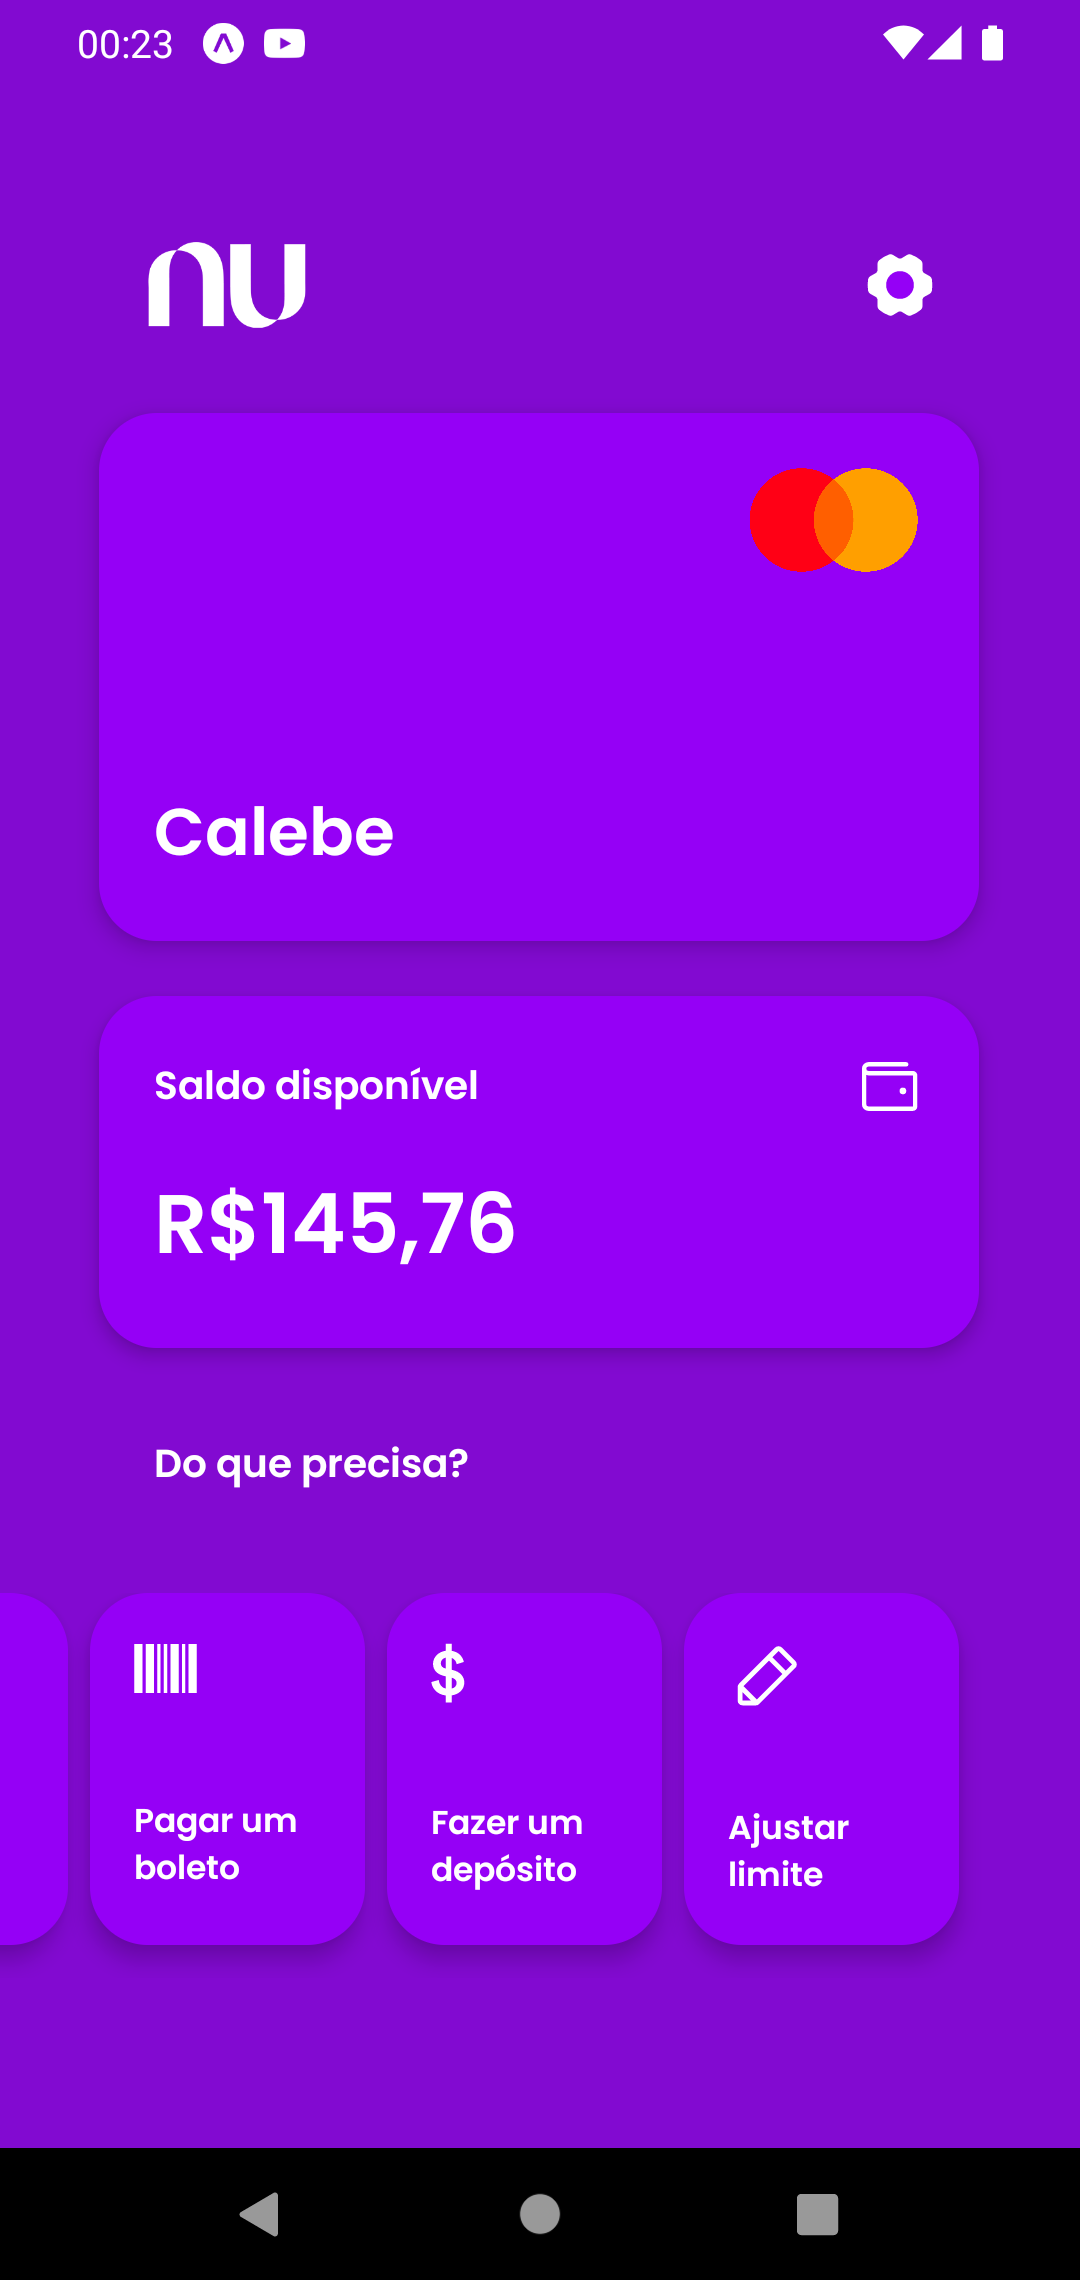 00:23
nu
Calebe
Saldo disponível
R$145,76
Do que precisa?
Pagar um
boleto
Fazer um
depósito
Ajustar
limite